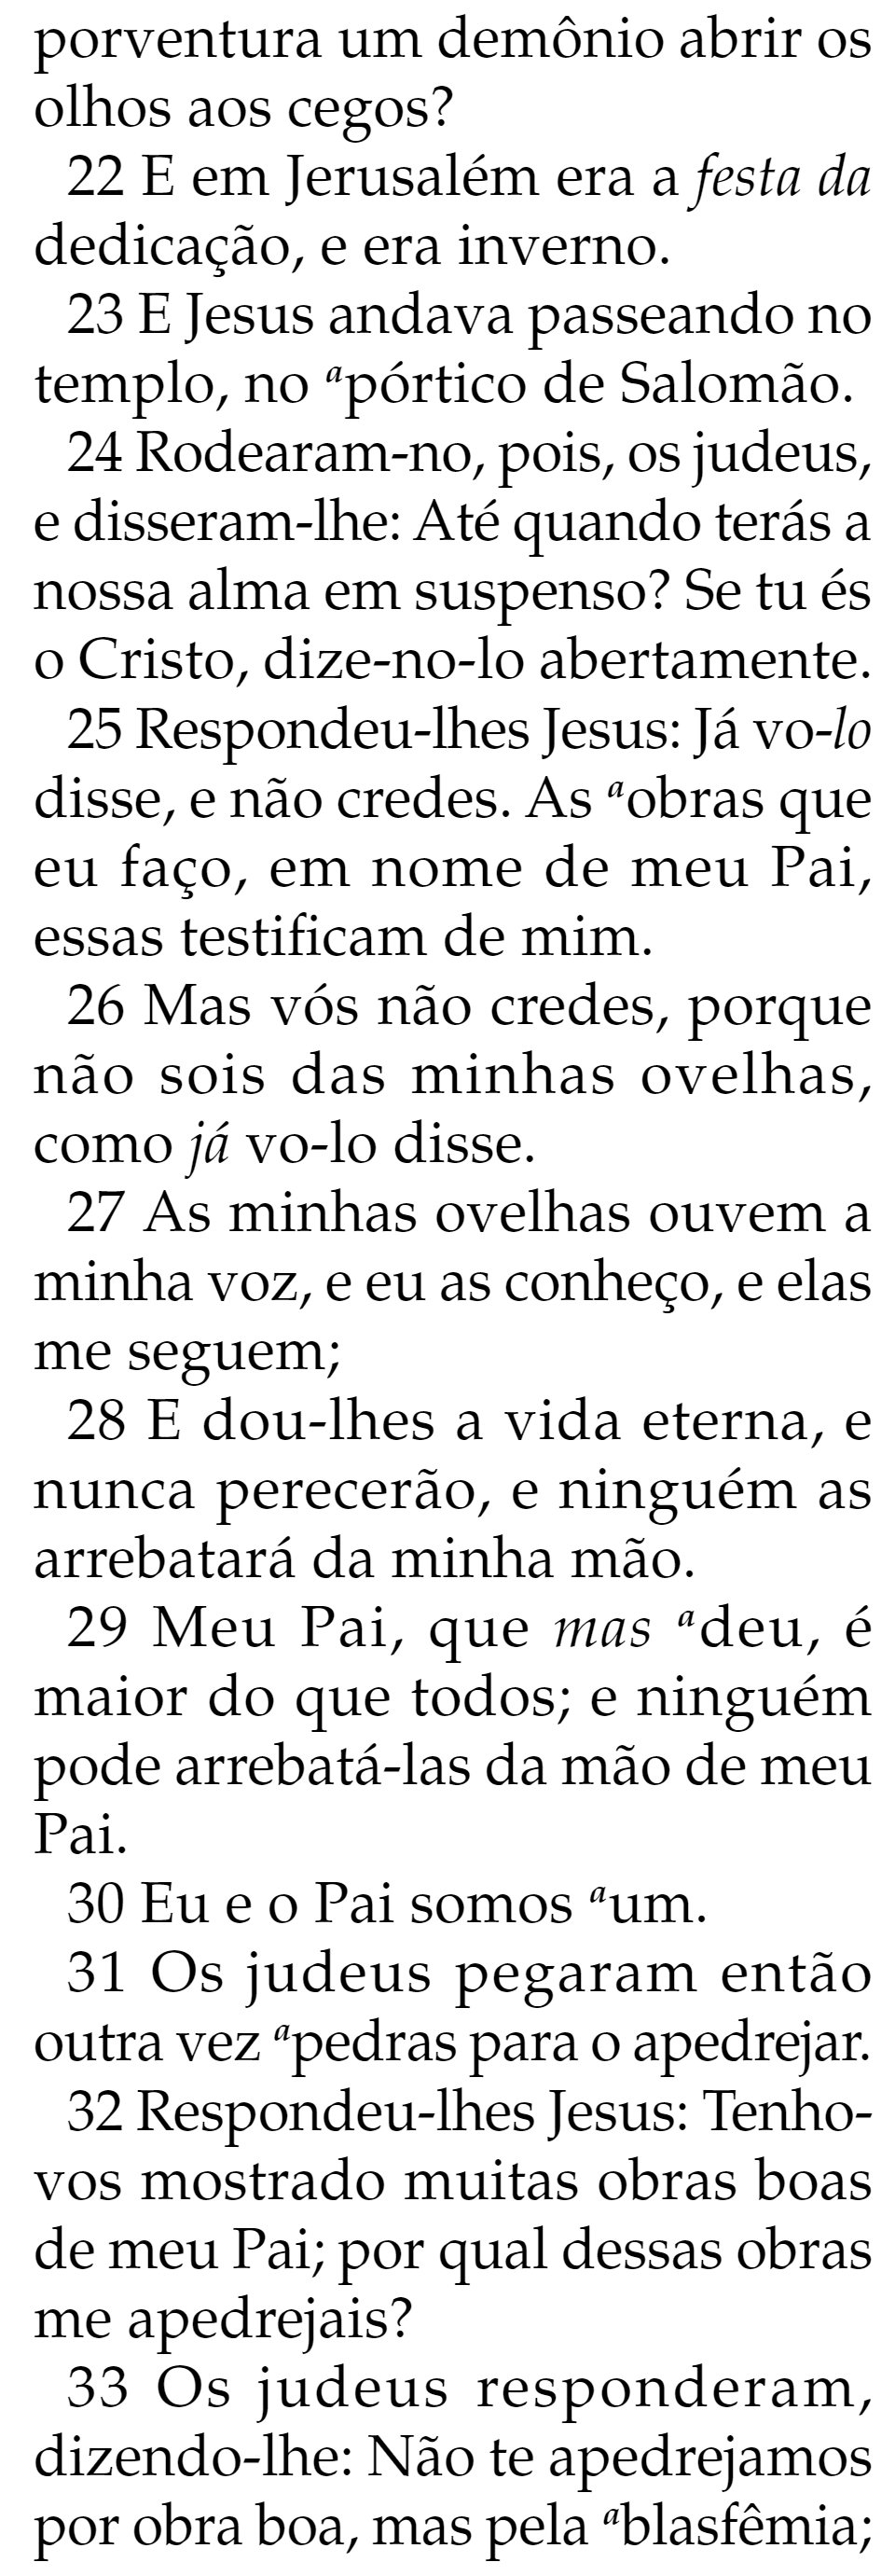 porventura um demônio abrir os
olhos aos cegos?
22 E em Jerusalém era a festa da
dedicação, e era inverno.
23 E Jesus andava passeando no
templo, no ᵃpórtico de Salomão.
24 Rodearam-no, pois, os judeus,
e disseram-lhe: Até quando terás a
nossa alma em suspenso? Se tu és
o Cristo, dize-no-lo abertamente.
25 Respondeu-lhes Jesus: Já vo-lo
disse, e não credes. As ᵃobras que
eu faço, em nome de meu Pai,
essas testificam de mim.
26 Mas vós não credes, porque
não sois das minhas ovelhas,
como já vo-lo disse.
27 As minhas ovelhas ouvem a
minha voz, e eu as conheço, e elas
me seguem;
28 E dou-lhes a vida eterna, e
nunca perecerão, e ninguém as
arrebatará da minha mão.
29 Meu Pai, que mas ᵃdeu, é
maior do que todos; e ninguém
pode arrebatá-las da mão de meu
Pai.
30 Eu e o Pai somos ᵃum.
31 Os judeus pegaram então
outra vez ᵃpedras para o apedrejar.
32 Respondeu-lhes Jesus: Tenho-
vos mostrado muitas obras boas
de meu Pai; por qual dessas obras
me apedrejais?
33 Os judeus responderam,
dizendo-lhe: Não te apedrejamos
por obra boa, mas pela ᵃblasfêmia;